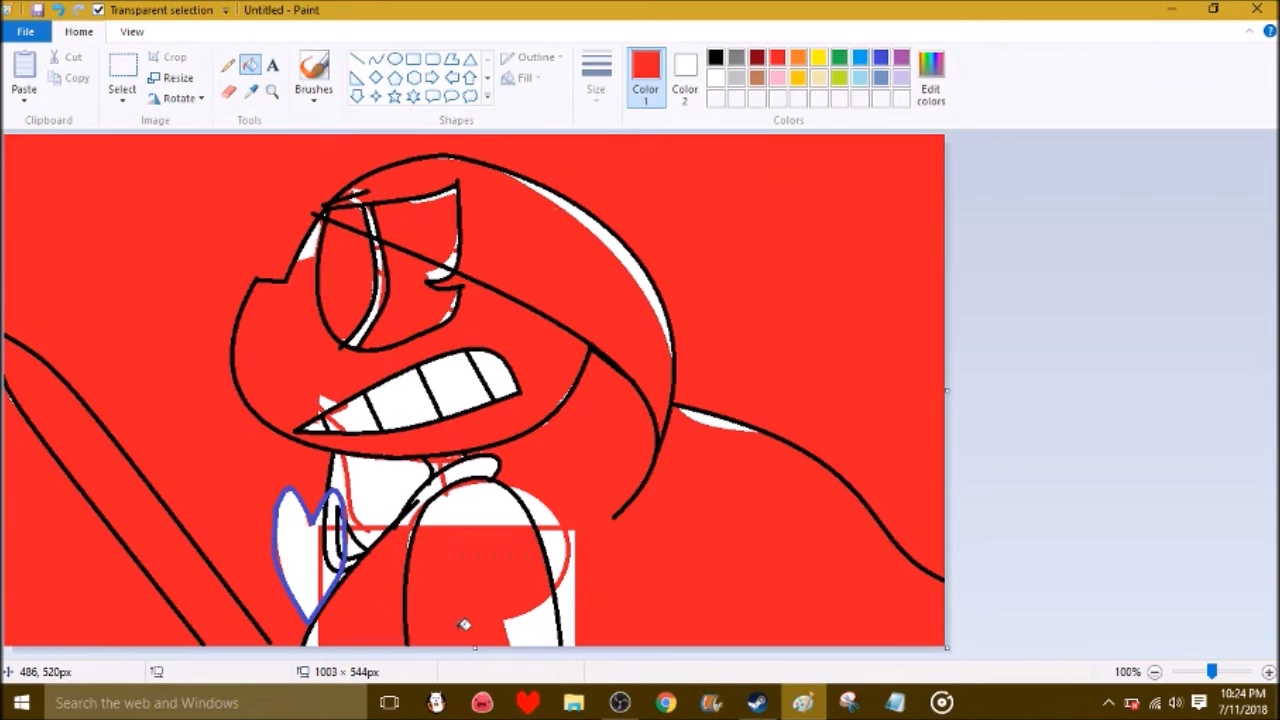 Transparent selection
Untitled - Paint
File
Home
View
Paste
Cut
Copy
Clipboard
Select
Crop
Resize
Rotate
Image
A
Tools
Brushes
Shapes
Outline
Fill
Size
Color 1
Color 2
Edit colors
Colors
486, 520px
1003 × 544px
100%
Search the web and Windows
10:24 PM
7/11/2018